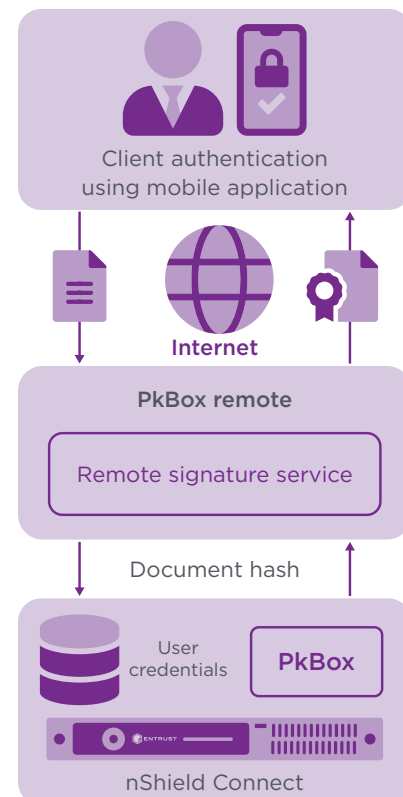 Client authentication
using mobile application
Internet
PkBox remote
Remote signature service
Document hash
User
credentials
PkBox
ENTRUST
nShield Connect